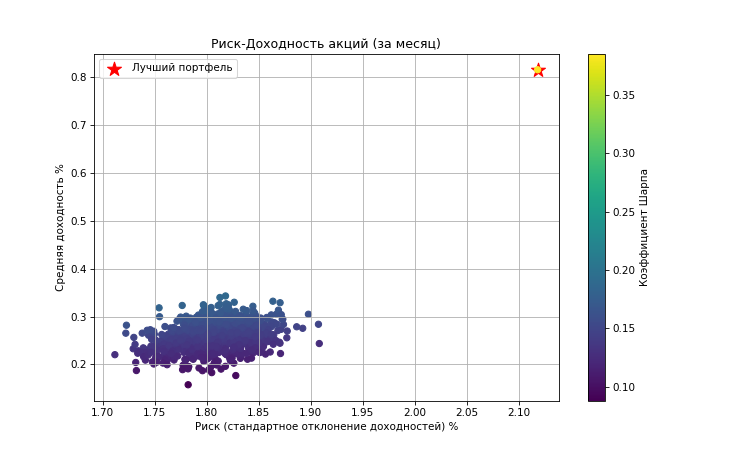 Риск-Доходность акций (за месяц)
Лучший портфель
0.8
0.7
0.6
0.5
0.4
0.3
0.2
Средняя доходность %
1.70 1.75 1.80 1.85 1.90 1.95 2.00 2.05 2.10
Риск (стандартное отклонение доходностей) %
0.35
0.30
0.25
0.20
0.15
0.10
Коэффициент Шарпа